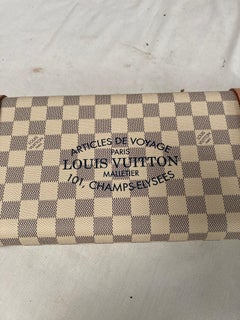 ARTICLES DE VOYAGE
PARIS
LOUIS VUITTON
MALLETIER
101, CHAMPS-ELYSEES